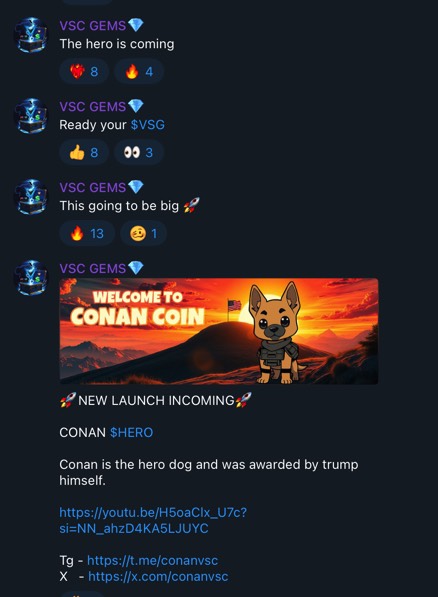 VSC GEMS💎
The hero is coming
❤️‍🔥 8 🔥 4
VSC GEMS💎
Ready your $VSG
👍 8 👀 3
VSC GEMS💎
This going to be big 🚀
🔥 13 🥴 1
VSC GEMS💎
WELCOME TO
CONAN COIN
🚀NEW LAUNCH INCOMING🚀
CONAN $HERO
Conan is the hero dog and was awarded by trump
himself.
https://youtu.be/H5oaClx_U7c?
si=NN_ahzD4KA5LJUYC
Tg - https://t.me/conanvsc
X - https://x.com/conanvsc